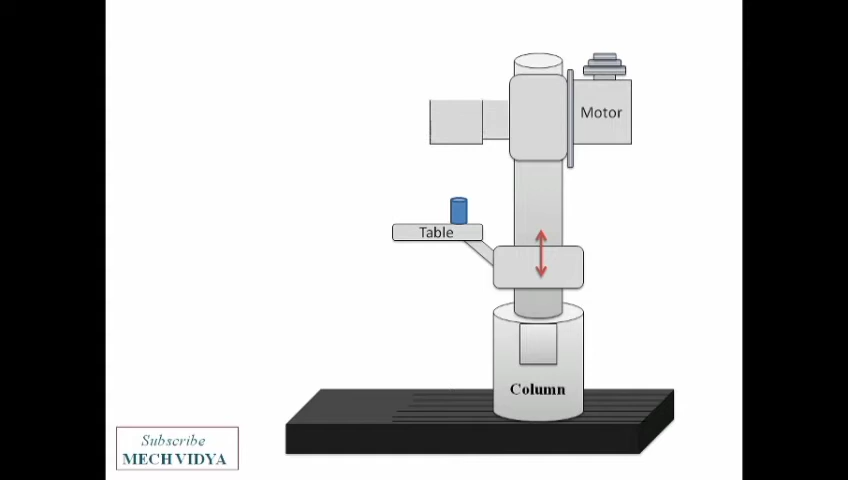 Motor
Table
Column
Subscribe
MECH VIDYA